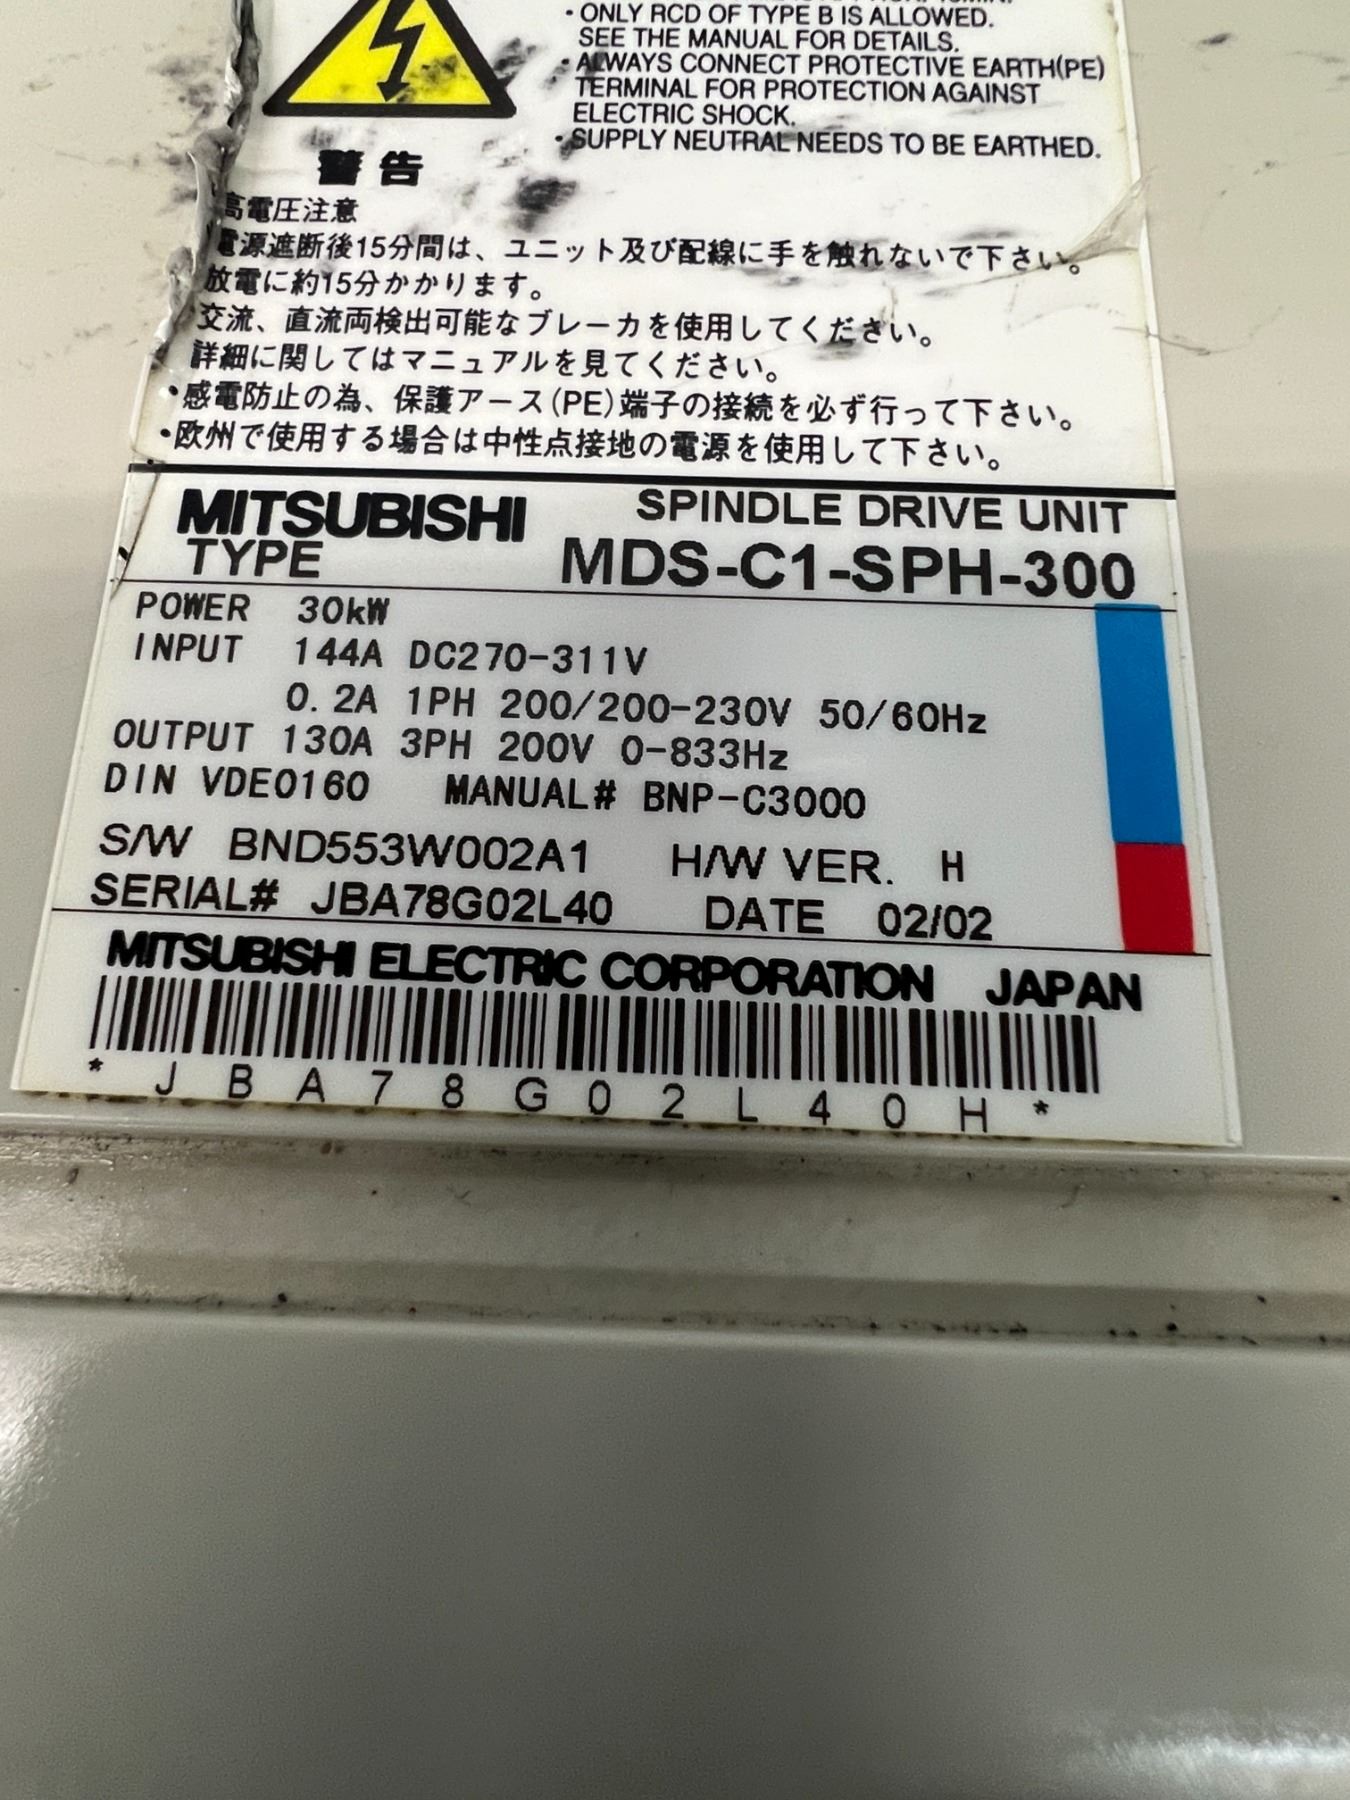 ・ONLY RCD OF TYPE B IS ALLOWED.
SEE THE MANUAL FOR DETAILS.
・ALWAYS CONNECT PROTECTIVE EARTH(PE)
TERMINAL FOR PROTECTION AGAINST
ELECTRIC SHOCK.
・SUPPLY NEUTRAL NEEDS TO BE EARTHED.
警告
高電圧注意
電源遮断後15分間は、ユニット及び配線に手を触れないで下さい。
放電に約15分かかります。
交流、直流両検出可能なブレーカを使用してください。
詳細に関してはマニュアルを見てください。
・感電防止の為、保護アース(PE)端子の接続を必ず行って下さい。
・欧州で使用する場合は中性点接地の電源を使用して下さい。
MITSUBISHI SPINDLE DRIVE UNIT
TYPE MDS-C1-SPH-300
POWER 30kW
INPUT 144A DC270-311V
0.2A 1PH 200/200-230V 50/60Hz
OUTPUT 130A 3PH 200V 0-833Hz
DIN VDE0160 MANUAL# BNP-C3000
S/W BND553W002A1 H/W VER. H
SERIAL# JBA78G02L40 DATE 02/02
MITSUBISHI ELECTRIC CORPORATION JAPAN
* J B A 7 8 G 0 2 L 4 0 H *